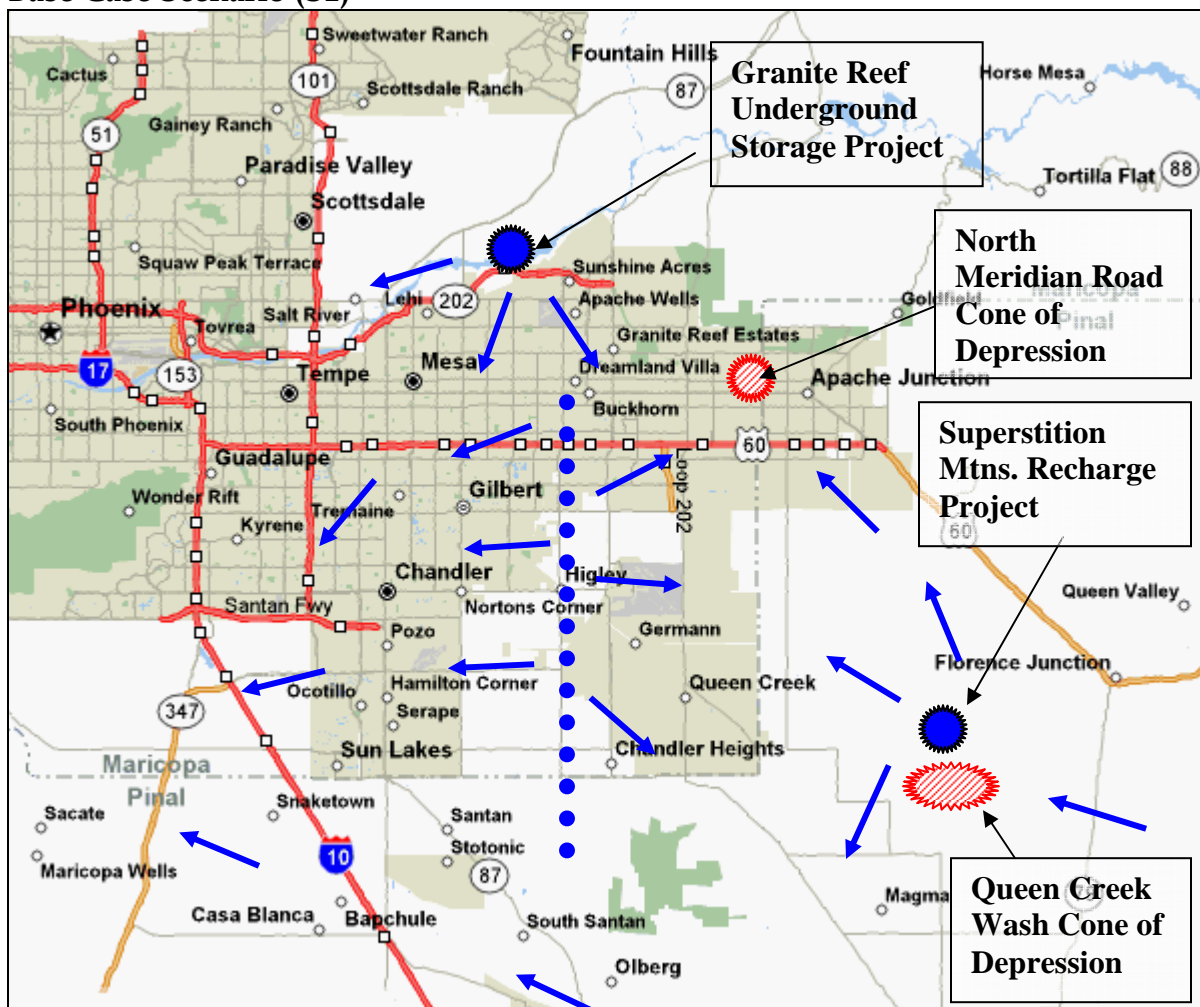 Sweetwater Ranch
Cactus
Fountain Hills
101
Scottsdale Ranch
87
Granite Reef
Underground
Storage Project
Horse Mesa
51
Gainey Ranch
Paradise Valley
Tortilla Flat
88
Scottsdale
North
Meridian Road
Cone of
Depression
Squaw Peak Terrace
Sunshine Acres
Phoenix
Salt River
Lehi
202
Apache Wells
Goldfield
Maricopa
Pinal
Tovrea
Granite Reef Estates
17
153
Tempe
Mesa
Dreamland Villa
Apache Junction
Buckhorn
South Phoenix
Superstition
Mtns. Recharge
Project
60
Guadalupe
Loop 202
Wonder Rift
Tremaine
Gilbert
Kyrene
60
Chandler
Higley
Queen Valley
Santan Fwy
Nortons Corner
Pozo
Germann
Florence Junction
Ocotillo
Hamilton Corner
Queen Creek
347
Serape
Sun Lakes
Chandler Heights
Maricopa
Pinal
Sacate
Snaketown
Santan
Maricopa Wells
10
Stotonic
87
Queen Creek
Wash Cone of
Depression
Magma
79
Casa Blanca
Bapchule
South Santan
Olberg